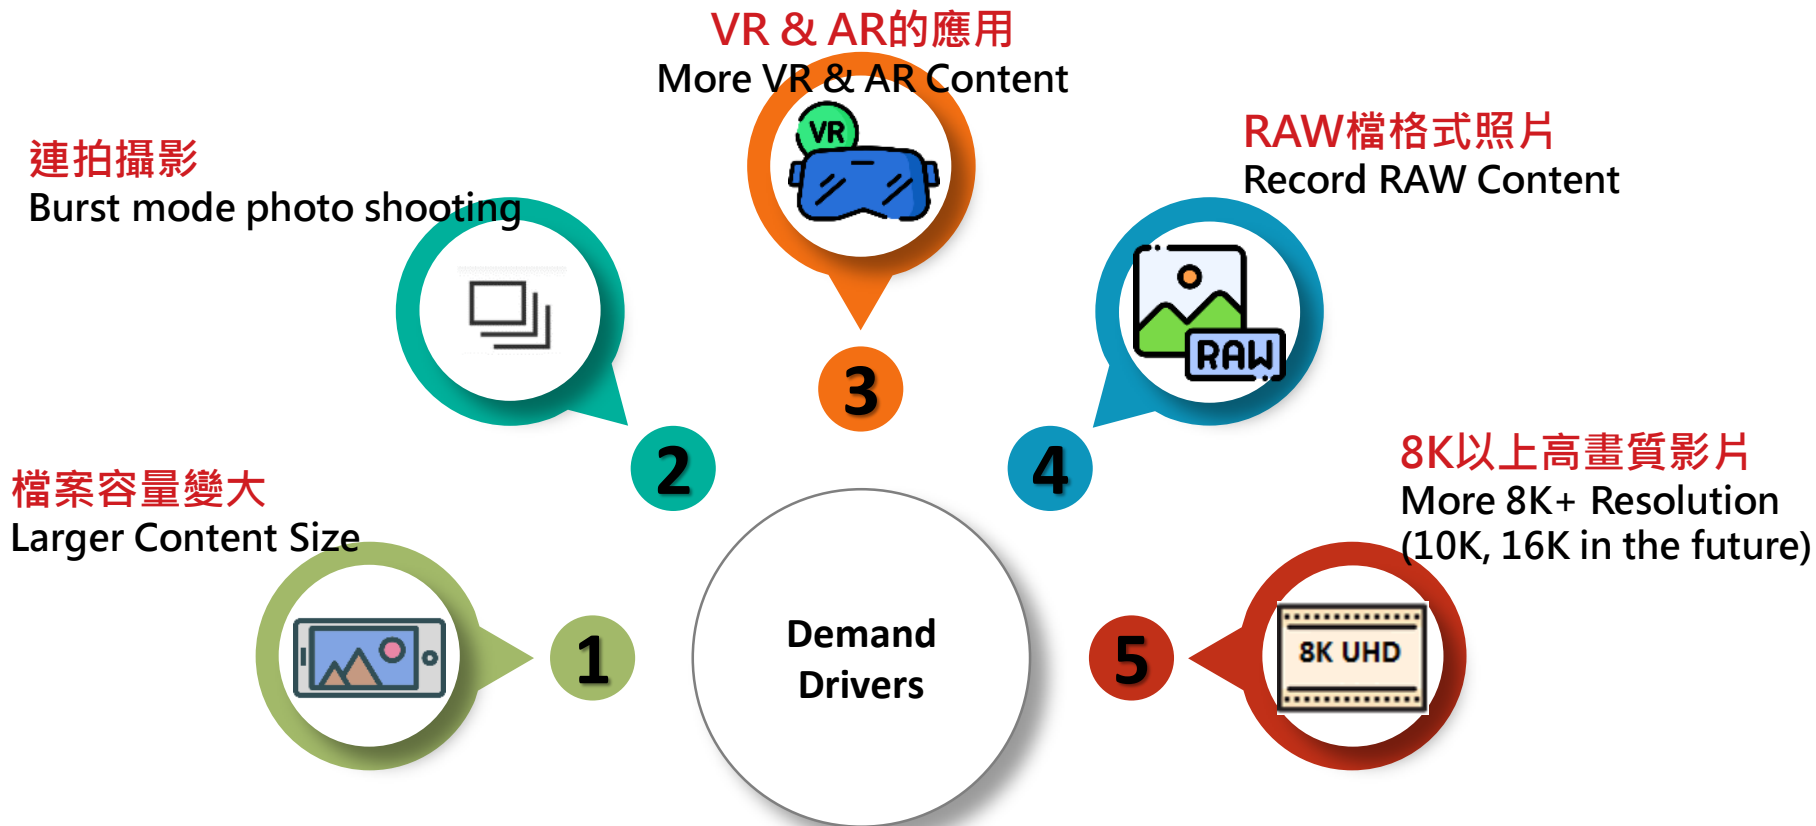 VR & AR的應用
More VR & AR Content
VR
連拍攝影
Burst mode photo shooting
RAW檔格式照片
Record RAW Content
RAW
3
2
4
檔案容量變大
Larger Content Size
8K以上高畫質影片
More 8K+ Resolution
(10K, 16K in the future)
1
Demand
Drivers
5
8K UHD